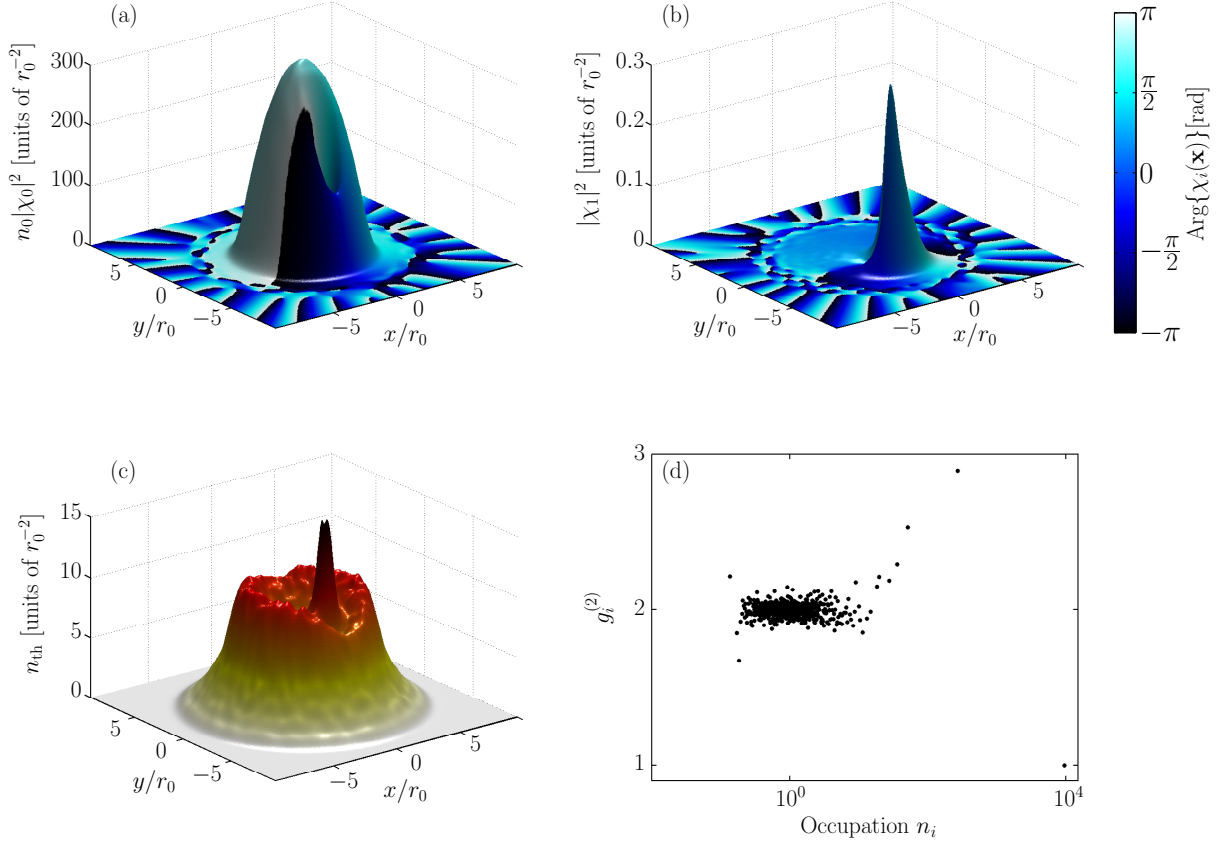 (a)
n₀|χ₀|² [units of r₀⁻²]
300
200
100
0
5
0
−5
y/r₀
−5
0
5
x/r₀
(b)
|χ₁|² [units of r₀⁻²]
0.3
0.2
0.1
0
5
0
−5
y/r₀
−5
0
5
x/r₀
π
π/2
0
−π/2
−π
Arg{χᵢ(𝐱)}[rad]
(c)
n_th [units of r₀⁻²]
15
10
5
0
5
0
−5
y/r₀
−5
0
5
x/r₀
(d)
gᵢ⁽²⁾
3
2
1
10⁰
10⁴
Occupation nᵢ